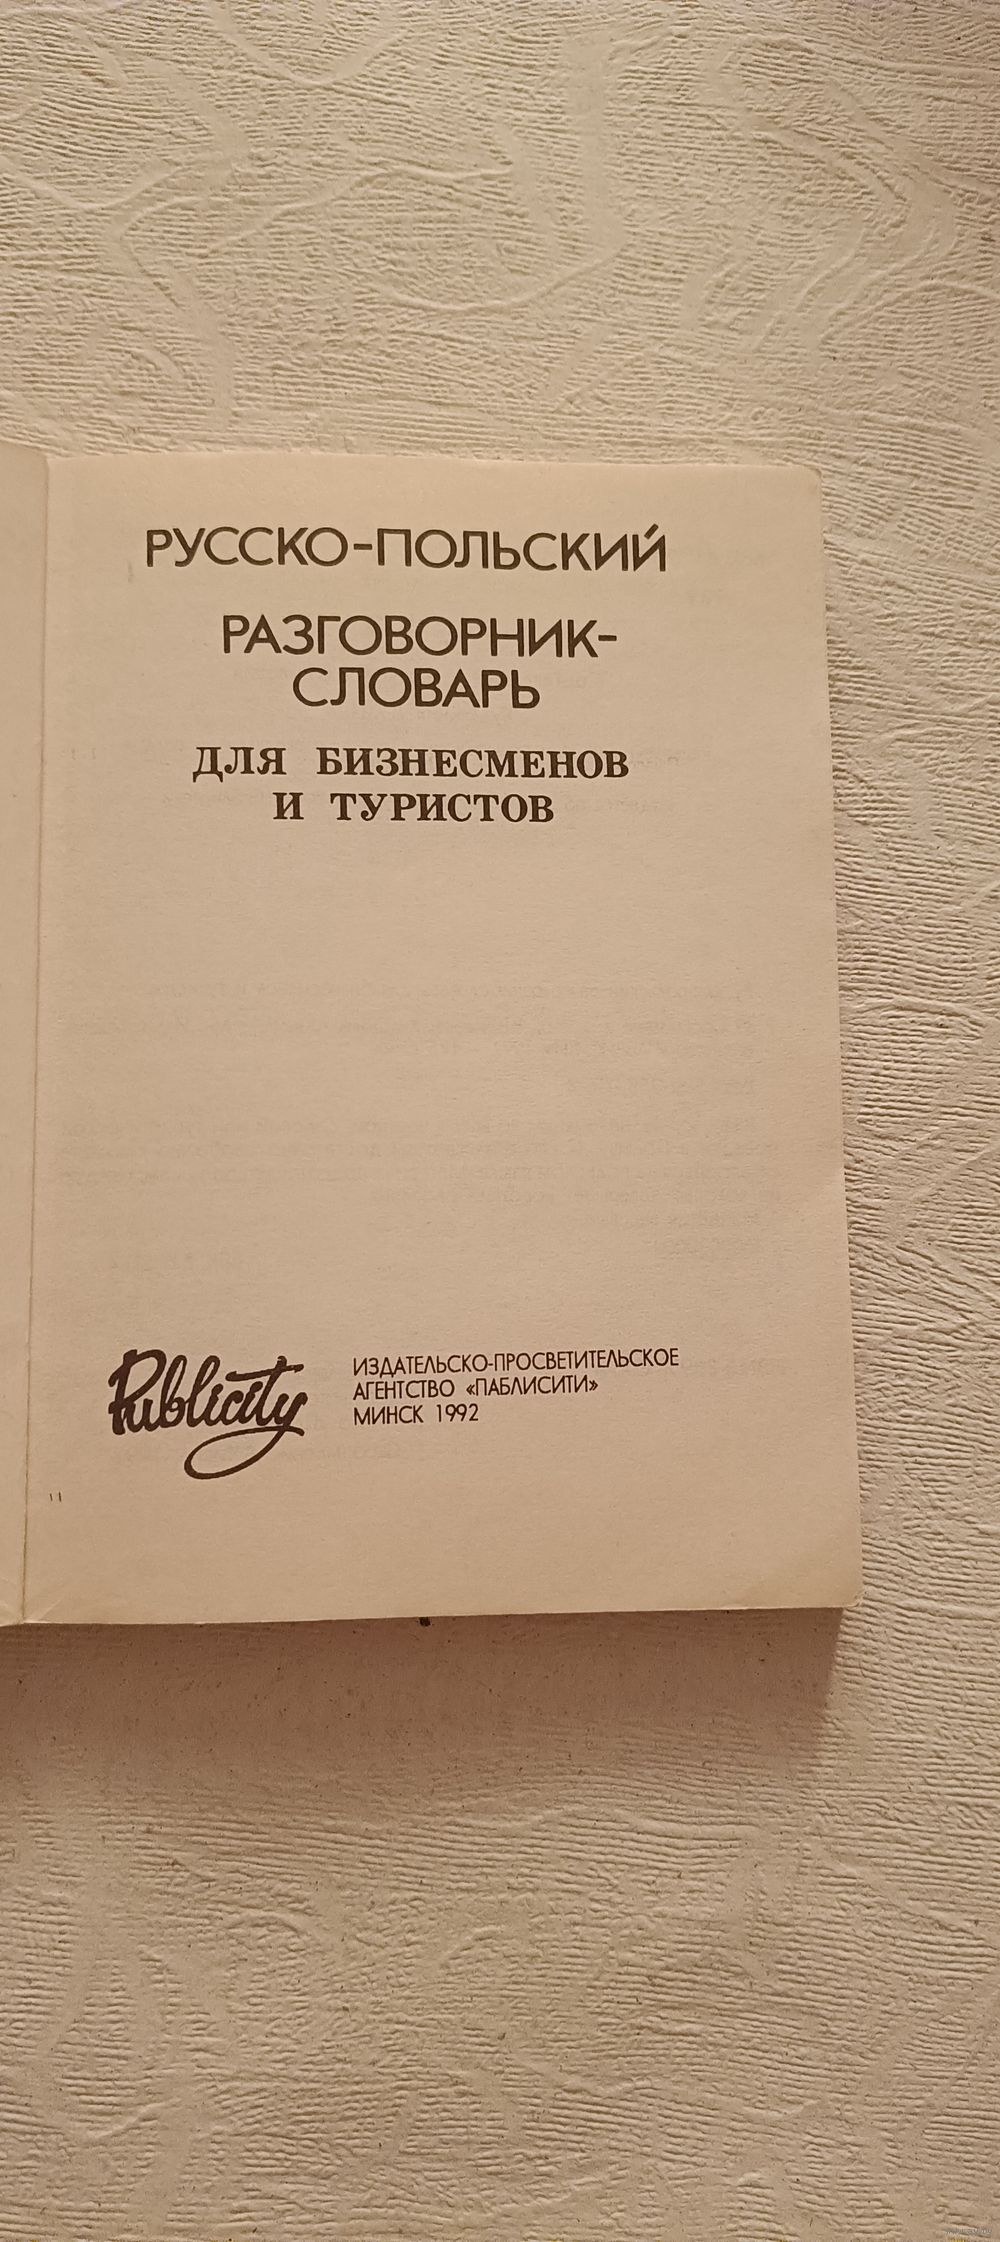 РУССКО-ПОЛЬСКИЙ
РАЗГОВОРНИК-
СЛОВАРЬ
ДЛЯ БИЗНЕСМЕНОВ
И ТУРИСТОВ
Publicity
ИЗДАТЕЛЬСКО-ПРОСВЕТИТЕЛЬСКОЕ
АГЕНТСТВО «ПАБЛИСИТИ»
МИНСК 1992